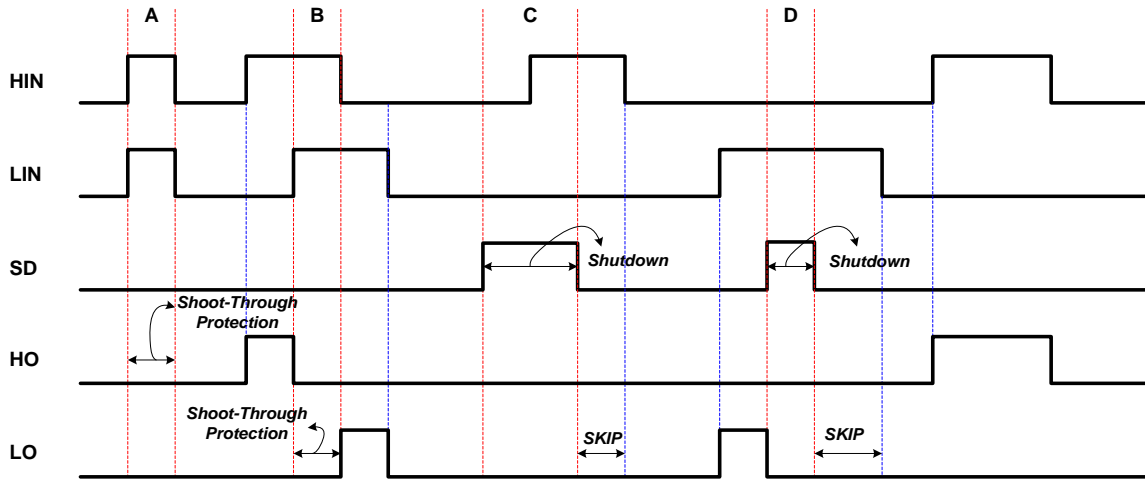 A
B
C
D
HIN
LIN
SD
Shutdown
Shutdown
Shoot-Through
Protection
HO
Shoot-Through
Protection
SKIP
SKIP
LO